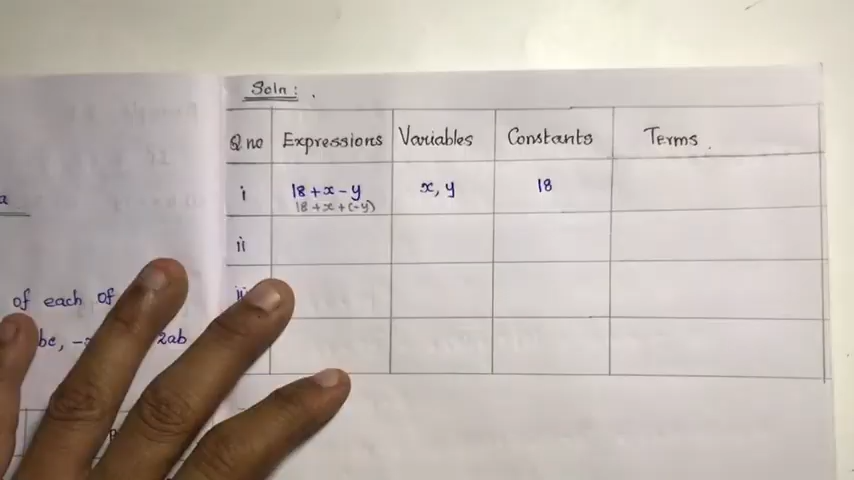 Soln :
Q no Expressions Variables Constants Terms
i 18 + x - y x, y 18
18 + x + (-y)
ii
a
of each of
bc, 2ab